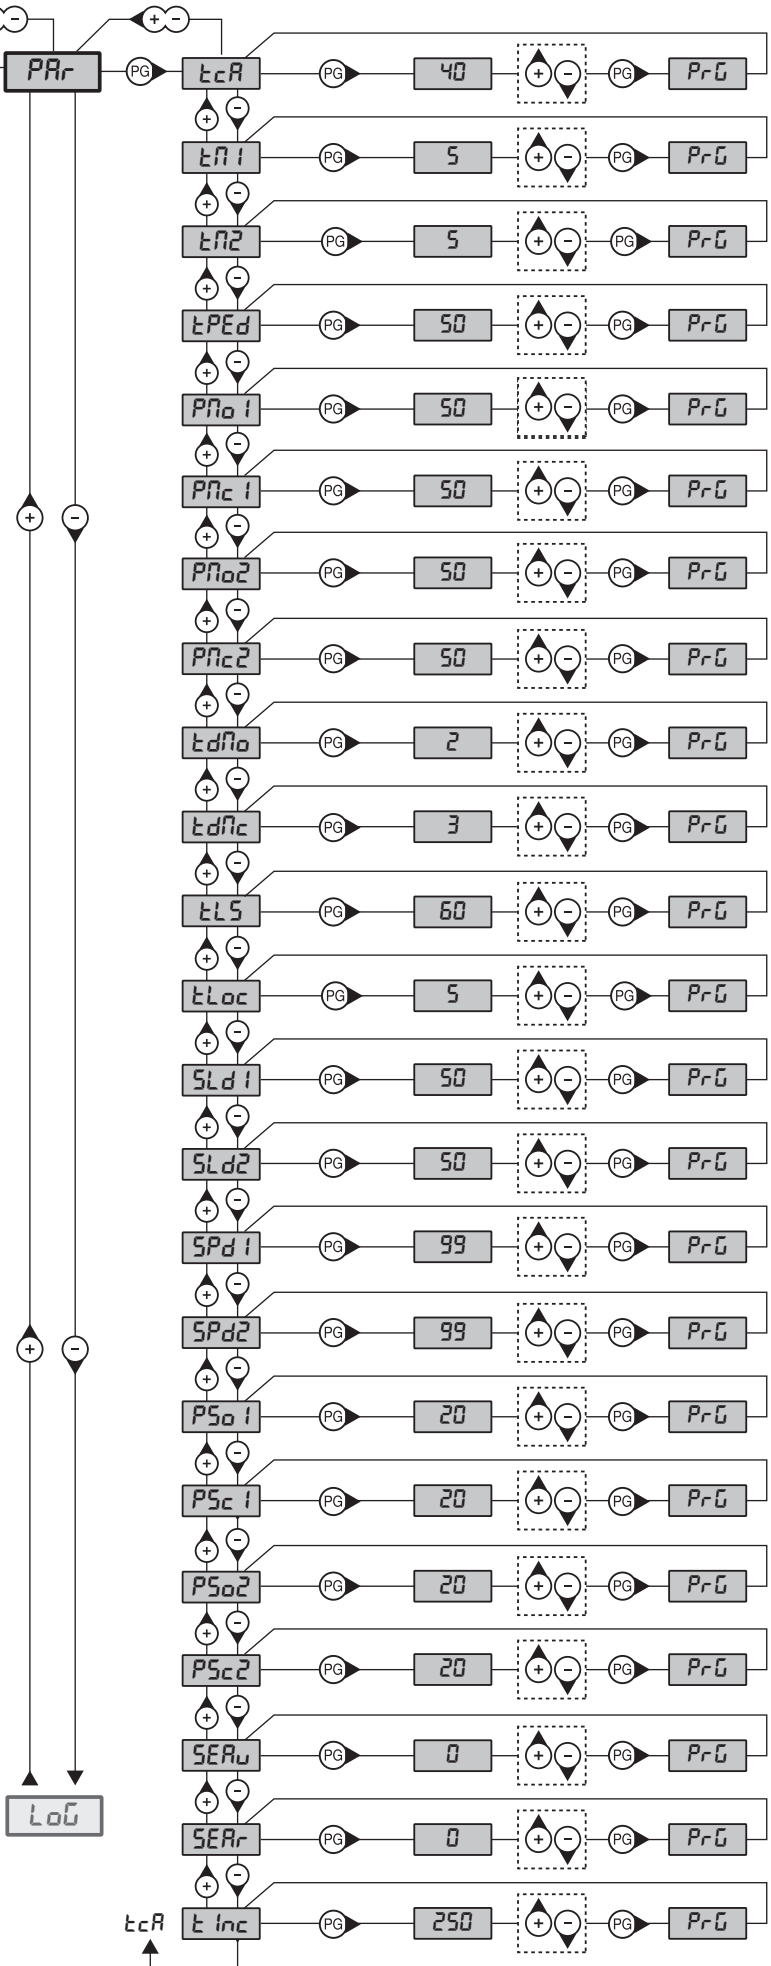 − + −
PAr PG tcA PG 40 + − PG PrG
+ −
tM1 PG 5 + − PG PrG
+ −
tM2 PG 5 + − PG PrG
+ −
tPEd PG 50 + − PG PrG
+ −
PMo1 PG 50 + − PG PrG
+ −
PMc1 PG 50 + − PG PrG
+ −
+ −
PMo2 PG 50 + − PG PrG
+ −
PMc2 PG 50 + − PG PrG
+ −
tdMo PG 2 + − PG PrG
+ −
tdMc PG 3 + − PG PrG
+ −
tLS PG 60 + − PG PrG
+ −
tLoc PG 5 + − PG PrG
+ −
SLd1 PG 50 + − PG PrG
+ −
SLd2 PG 50 + − PG PrG
+ −
SPd1 PG 99 + − PG PrG
+ −
SPd2 PG 99 + − PG PrG
+ −
+ −
PSo1 PG 20 + − PG PrG
+ −
PSc1 PG 20 + − PG PrG
+ −
PSo2 PG 20 + − PG PrG
+ −
PSc2 PG 20 + − PG PrG
+ −
SEAv PG 0 + − PG PrG
LoG + −
SEAr PG 0 + − PG PrG
+ −
tcA tInc PG 250 + − PG PrG